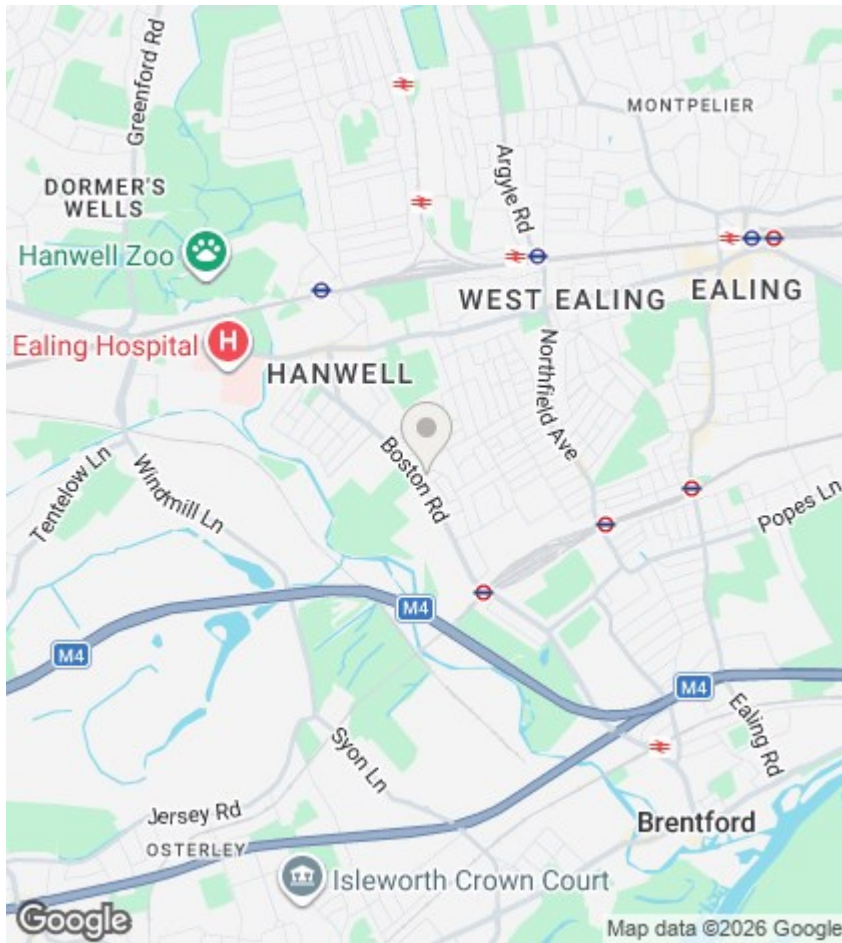 Greenford Rd
MONTPELIER
Argyle Rd
DORMER'S
WELLS
Hanwell Zoo
WEST EALING
EALING
Ealing Hospital
H
HANWELL
Northfield Ave
Boston Rd
Tentelow Ln
Windmill Ln
Popes Ln
M4
M4
M4
Ealing Rd
Syon Ln
Jersey Rd
Brentford
OSTERLEY
Isleworth Crown Court
Google
Map data ©2026 Google